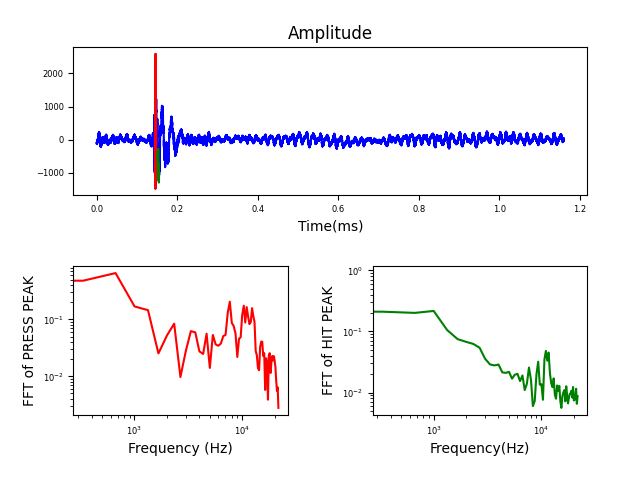 Amplitude
2000
1000
0
−1000
0.0 0.2 0.4 0.6 0.8 1.0 1.2
Time(ms)
FFT of PRESS PEAK
10⁻¹
10⁻²
10³ 10⁴
Frequency (Hz)
FFT of HIT PEAK
10⁰
10⁻¹
10⁻²
10³ 10⁴
Frequency(Hz)